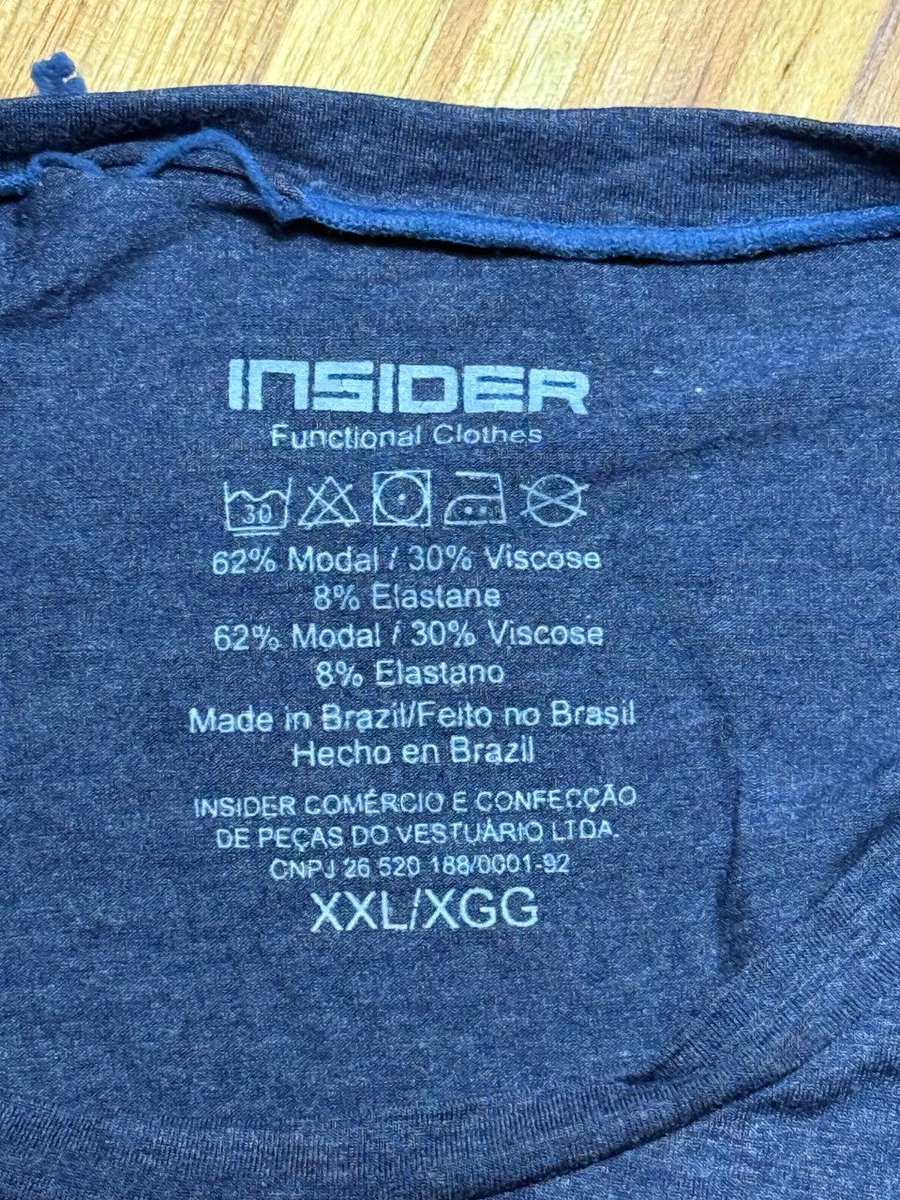 INSIDER
Functional Clothes
30
62% Modal / 30% Viscose
8% Elastane
62% Modal / 30% Viscose
8% Elastano
Made in Brazil/Feito no Brasil
Hecho en Brazil
INSIDER COMÉRCIO E CONFECÇÃO
DE PEÇAS DO VESTUÁRIO LTDA.
CNPJ 26 520 188/0001-92
XXL/XGG